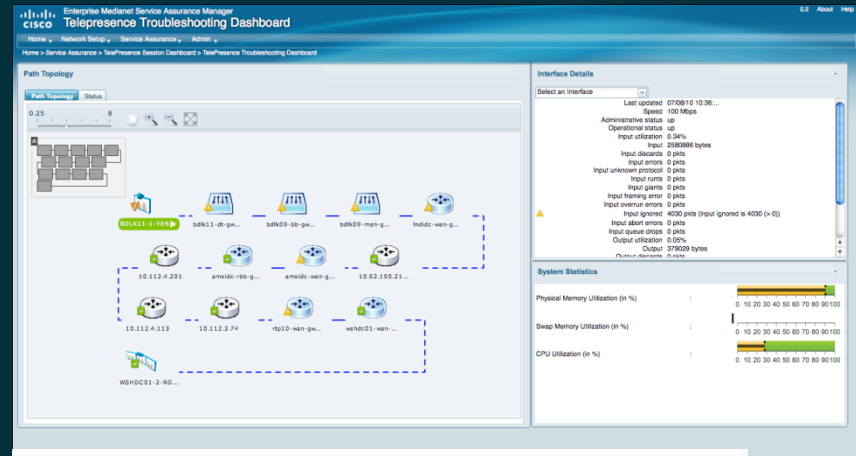 Enterprise Medianet Service Assurance Manager
0.2 About Help
CISCO Telepresence Troubleshooting Dashboard
Home Network Setup Service Assurance Admin
Home > Service Assurance > TelePresence Session Dashboard > TelePresence Troubleshooting Dashboard
Path Topology
Path Topology Status
0.25 8
BDLK11-1-YER
bdlk11-dt-gw...
bdlk09-bb-gw...
bdlk09-man-g...
lndidc-wan-g...
10.112.4.201
amsidc-rbb-g...
amsidc-wan-g...
10.52.150.21...
10.112.4.113
10.112.3.74
rtp10-wan-gw...
wshdc01-wan-...
WSHDC01-2-RO...
Interface Details
Select an Interface
Last updated 07/08/10 10:36:...
Speed 100 Mbps
Administrative status up
Operational status up
Input utilization 0.34%
Input 2580886 bytes
Input discards 0 pkts
Input errors 0 pkts
Input unknown protocol 0 pkts
Input runts 0 pkts
Input giants 0 pkts
Input framing error 0 pkts
Input overrun errors 0 pkts
Input ignored 4030 pkts (input ignored is 4030 (> 0))
Input abort errors 0 pkts
Input queue drops 0 pkts
Output utilization 0.05%
Output 379029 bytes
Output discards 0 pkts
System Statistics
Physical Memory Utilization (in %) :
0 10 20 30 40 50 60 70 80 90 100
Swap Memory Utilization (in %) :
0 10 20 30 40 50 60 70 80 90 100
CPU Utilization (in %) :
0 10 20 30 40 50 60 70 80 90 100